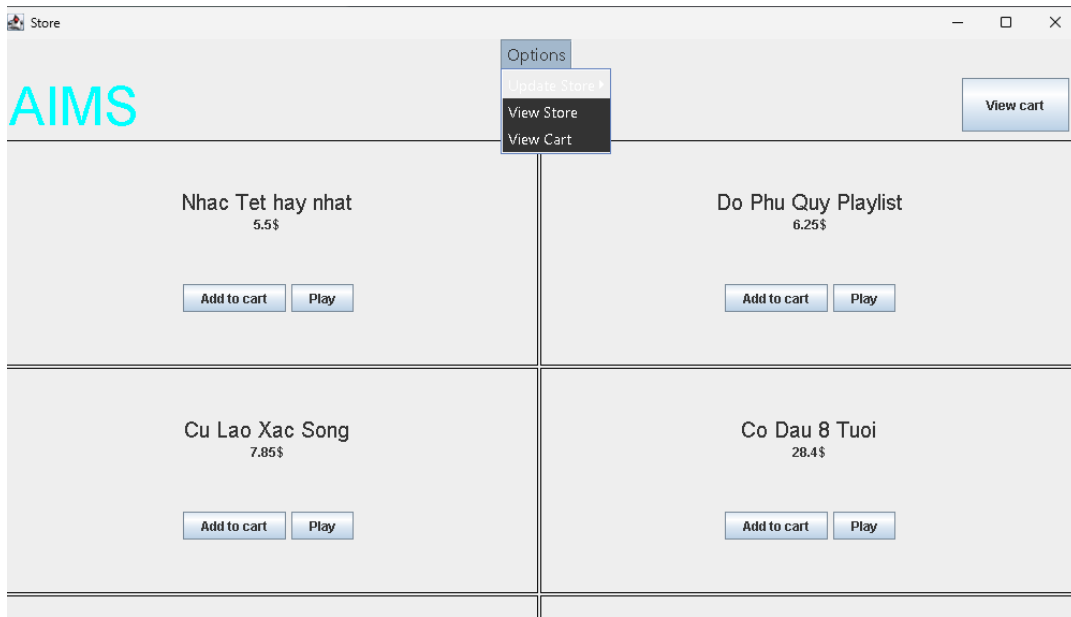 Store
Options
AIMS
Update Store
View Store
View Cart
View cart
Nhac Tet hay nhat
5.5$
Add to cart
Play
Do Phu Quy Playlist
6.25$
Add to cart
Play
Cu Lao Xac Song
7.85$
Add to cart
Play
Co Dau 8 Tuoi
28.4$
Add to cart
Play